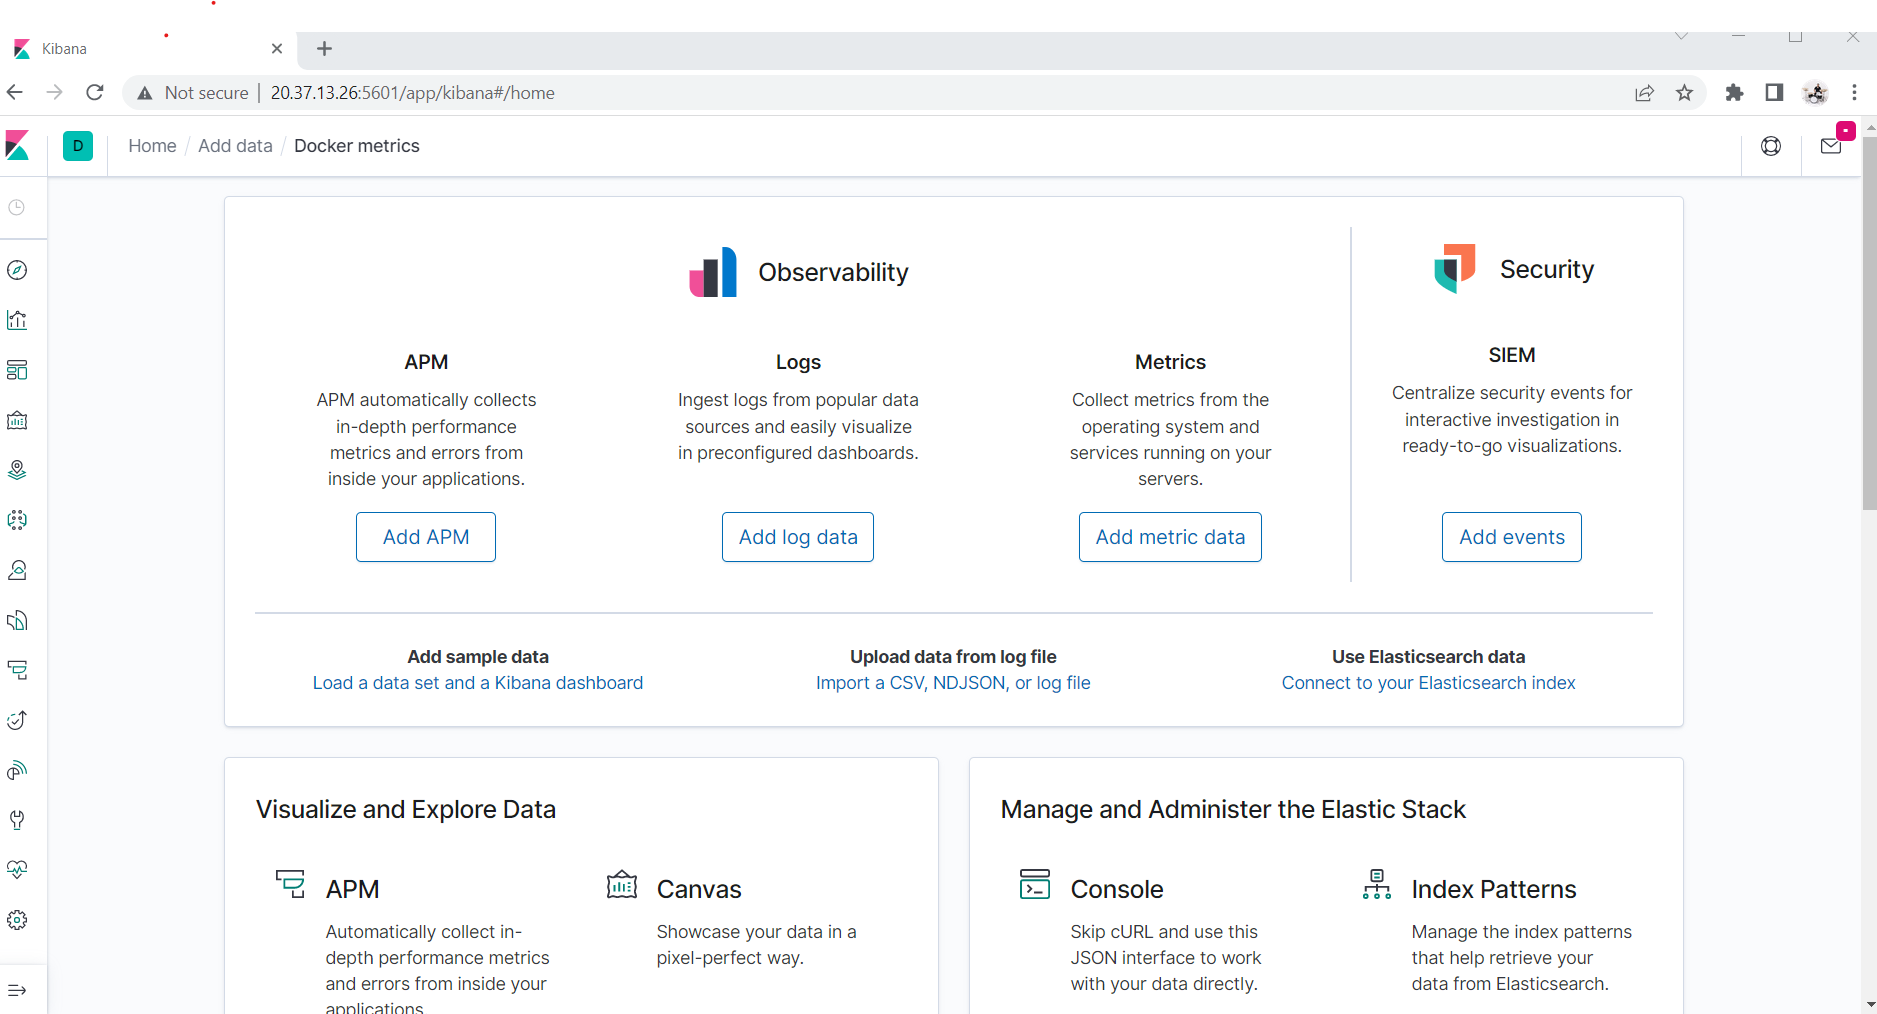 Kibana
Not secure
20.37.13.26:5601/app/kibana#/home
D
Home / Add data / Docker metrics
Observability
Security
APM
APM automatically collects
in-depth performance
metrics and errors from
inside your applications.
Add APM
Logs
Ingest logs from popular data
sources and easily visualize
in preconfigured dashboards.
Add log data
Metrics
Collect metrics from the
operating system and
services running on your
servers.
Add metric data
SIEM
Centralize security events for
interactive investigation in
ready-to-go visualizations.
Add events
Add sample data
Load a data set and a Kibana dashboard
Upload data from log file
Import a CSV, NDJSON, or log file
Use Elasticsearch data
Connect to your Elasticsearch index
Visualize and Explore Data
APM
Automatically collect in-
depth performance metrics
and errors from inside your
applications.
Canvas
Showcase your data in a
pixel-perfect way.
Manage and Administer the Elastic Stack
Console
Skip cURL and use this
JSON interface to work
with your data directly.
Index Patterns
Manage the index patterns
that help retrieve your
data from Elasticsearch.